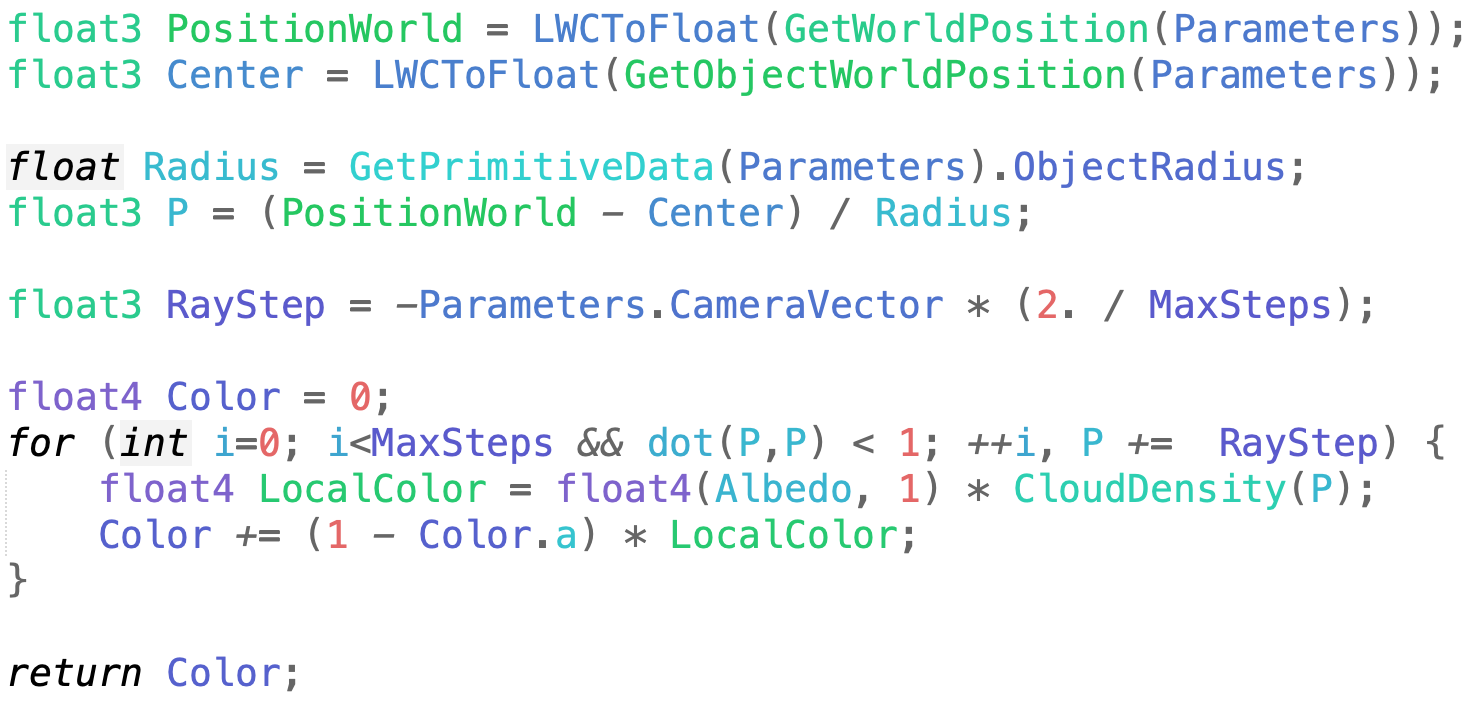 float3 PositionWorld = LWCToFloat(GetWorldPosition(Parameters));
float3 Center = LWCToFloat(GetObjectWorldPosition(Parameters));
float Radius = GetPrimitiveData(Parameters).ObjectRadius;
float3 P = (PositionWorld - Center) / Radius;
float3 RayStep = -Parameters.CameraVector * (2. / MaxSteps);
float4 Color = 0;
for (int i=0; i<MaxSteps && dot(P,P) < 1; ++i, P +=  RayStep) {
    float4 LocalColor = float4(Albedo, 1) * CloudDensity(P);
    Color += (1 - Color.a) * LocalColor;
}
return Color;